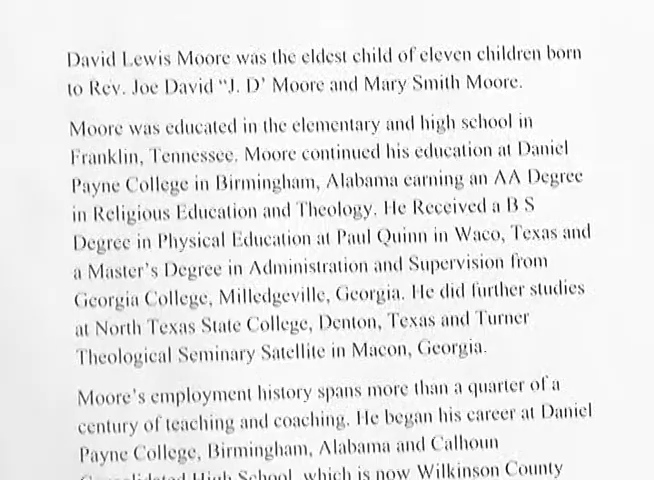 David Lewis Moore was the eldest child of eleven children born
to Rev. Joe David "J. D' Moore and Mary Smith Moore.
Moore was educated in the elementary and high school in
Franklin, Tennessee. Moore continued his education at Daniel
Payne College in Birmingham, Alabama earning an AA Degree
in Religious Education and Theology. He Received a B S
Degree in Physical Education at Paul Quinn in Waco, Texas and
a Master's Degree in Administration and Supervision from
Georgia College, Milledgeville, Georgia. He did further studies
at North Texas State College, Denton, Texas and Turner
Theological Seminary Satellite in Macon, Georgia.
Moore's employment history spans more than a quarter of a
century of teaching and coaching. He began his career at Daniel
Payne College, Birmingham, Alabama and Calhoun
Consolidated High School, which is now Wilkinson County